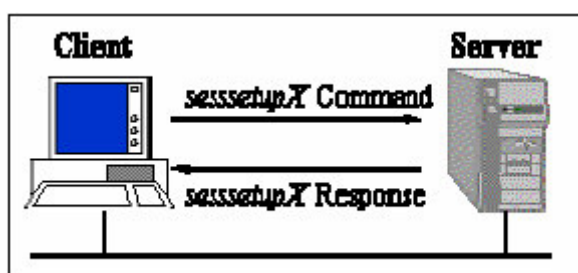 Client
Server
sesssetupX Command
sesssetupX Response